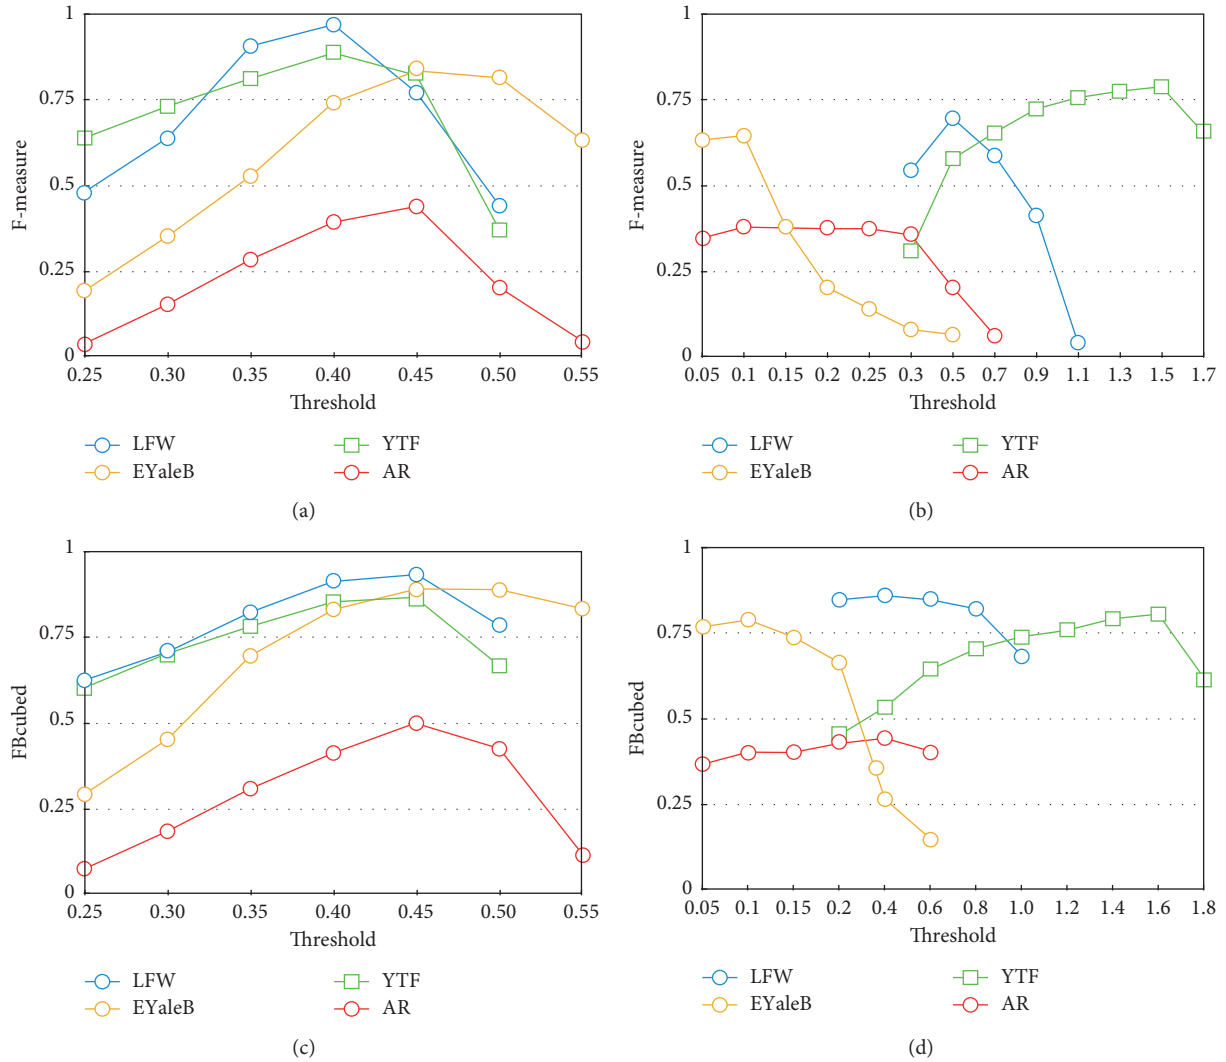 1
0.75
0.5
0.25
0
F-measure
0.25 0.30 0.35 0.40 0.45 0.50 0.55
Threshold
LFW YTF
EYaleB AR
(a)
1
0.75
0.5
0.25
0
F-measure
0.05 0.1 0.15 0.2 0.25 0.3 0.5 0.7 0.9 1.1 1.3 1.5 1.7
Threshold
LFW YTF
EYaleB AR
(b)
1
0.75
0.5
0.25
0
FBcubed
0.25 0.30 0.35 0.40 0.45 0.50 0.55
Threshold
LFW YTF
EYaleB AR
(c)
1
0.75
0.5
0.25
0
FBcubed
0.05 0.1 0.15 0.2 0.4 0.6 0.8 1.0 1.2 1.4 1.6 1.8
Threshold
LFW YTF
EYaleB AR
(d)